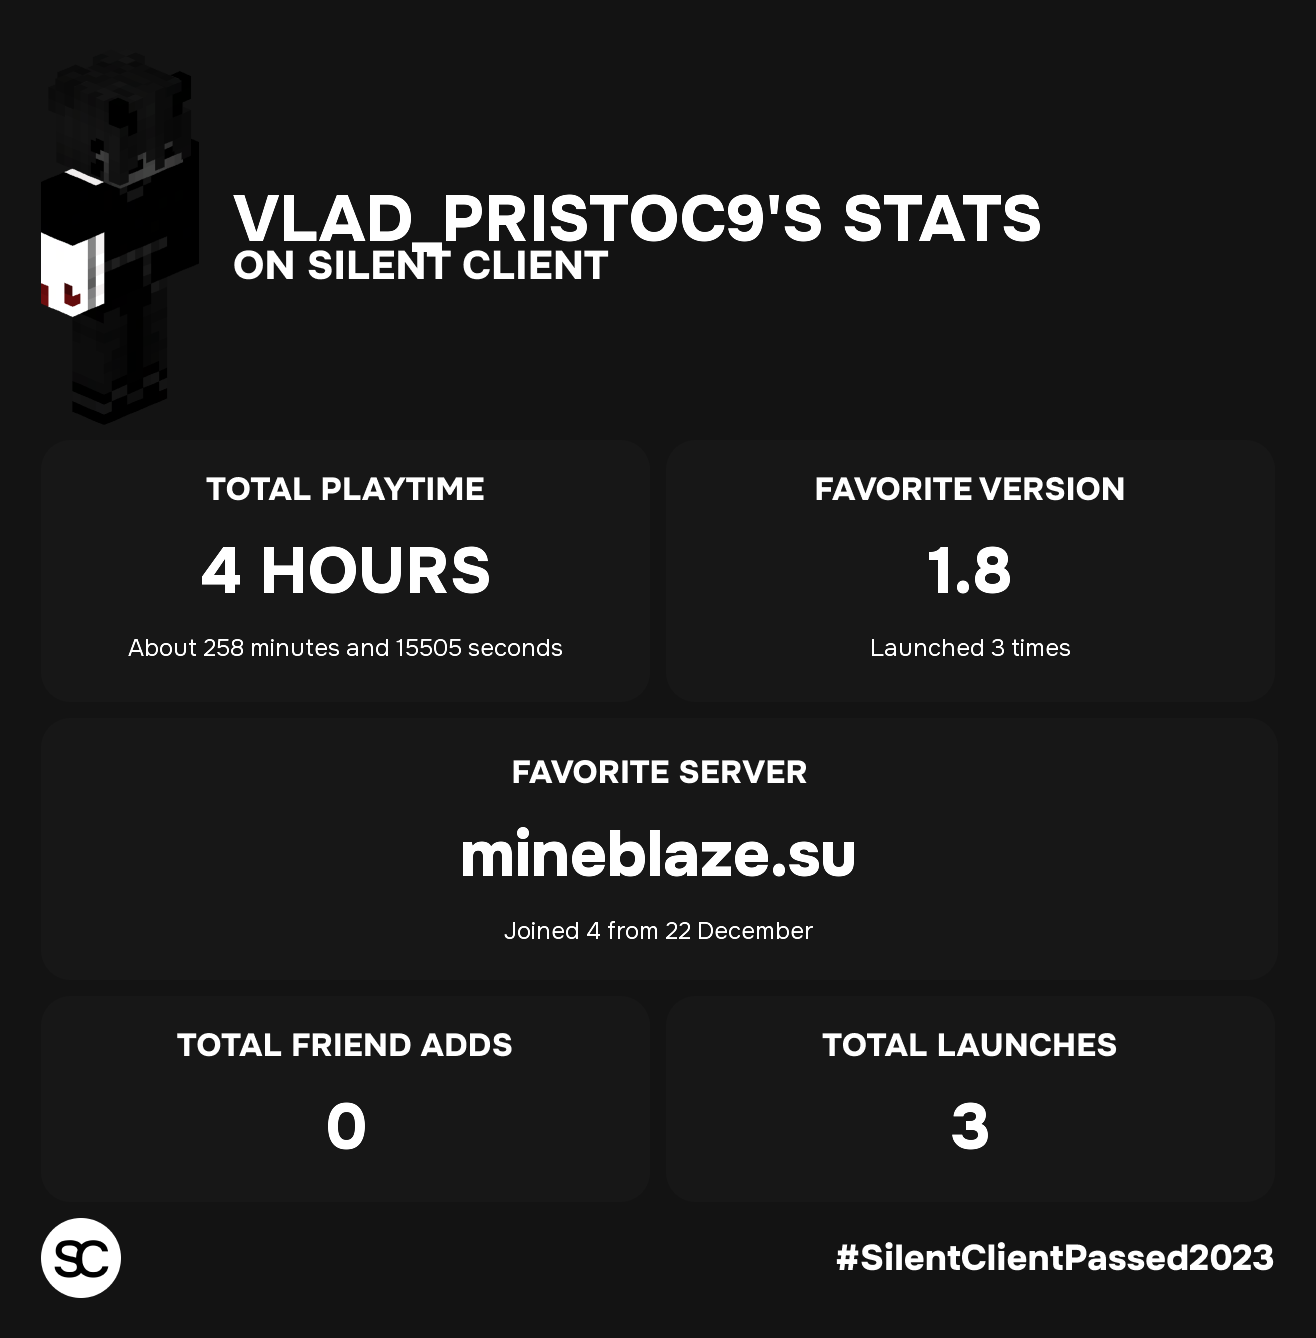 VLAD_PRISTOC9'S STATS
ON SILENT CLIENT
TOTAL PLAYTIME
4 HOURS
About 258 minutes and 15505 seconds
FAVORITE VERSION
1.8
Launched 3 times
FAVORITE SERVER
mineblaze.su
Joined 4 from 22 December
TOTAL FRIEND ADDS
0
TOTAL LAUNCHES
3
SC
#SilentClientPassed2023